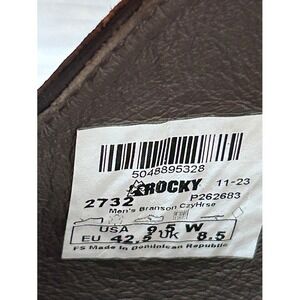 5048895328
ROCKY 11-23
2732 P262683
Men's Branson CzyHrse
USA 9.5 W
EU 42.5 UK 8.5
FS Made in Dominican Republic